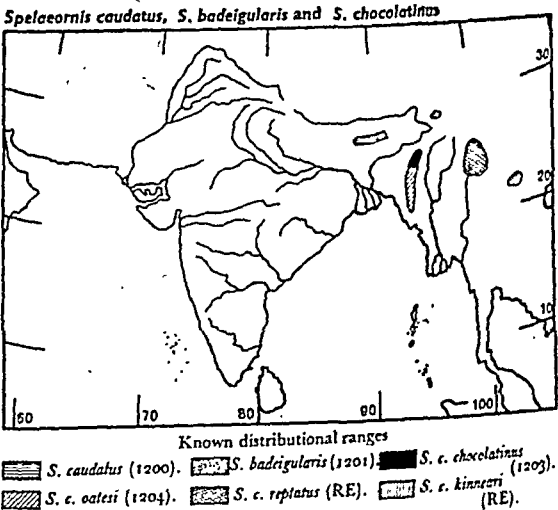 Spelaeornis caudatus, S. badeigularis and S. chocolatinus
30
20
10
60 70 80 90 100
Known distributional ranges
S. caudatus (1200). S. badeigularis (1201). S. c. chocolatinus (1203).
S. c. oatesi (1204). S. c. reptatus (RE). S. c. kinneari (RE).